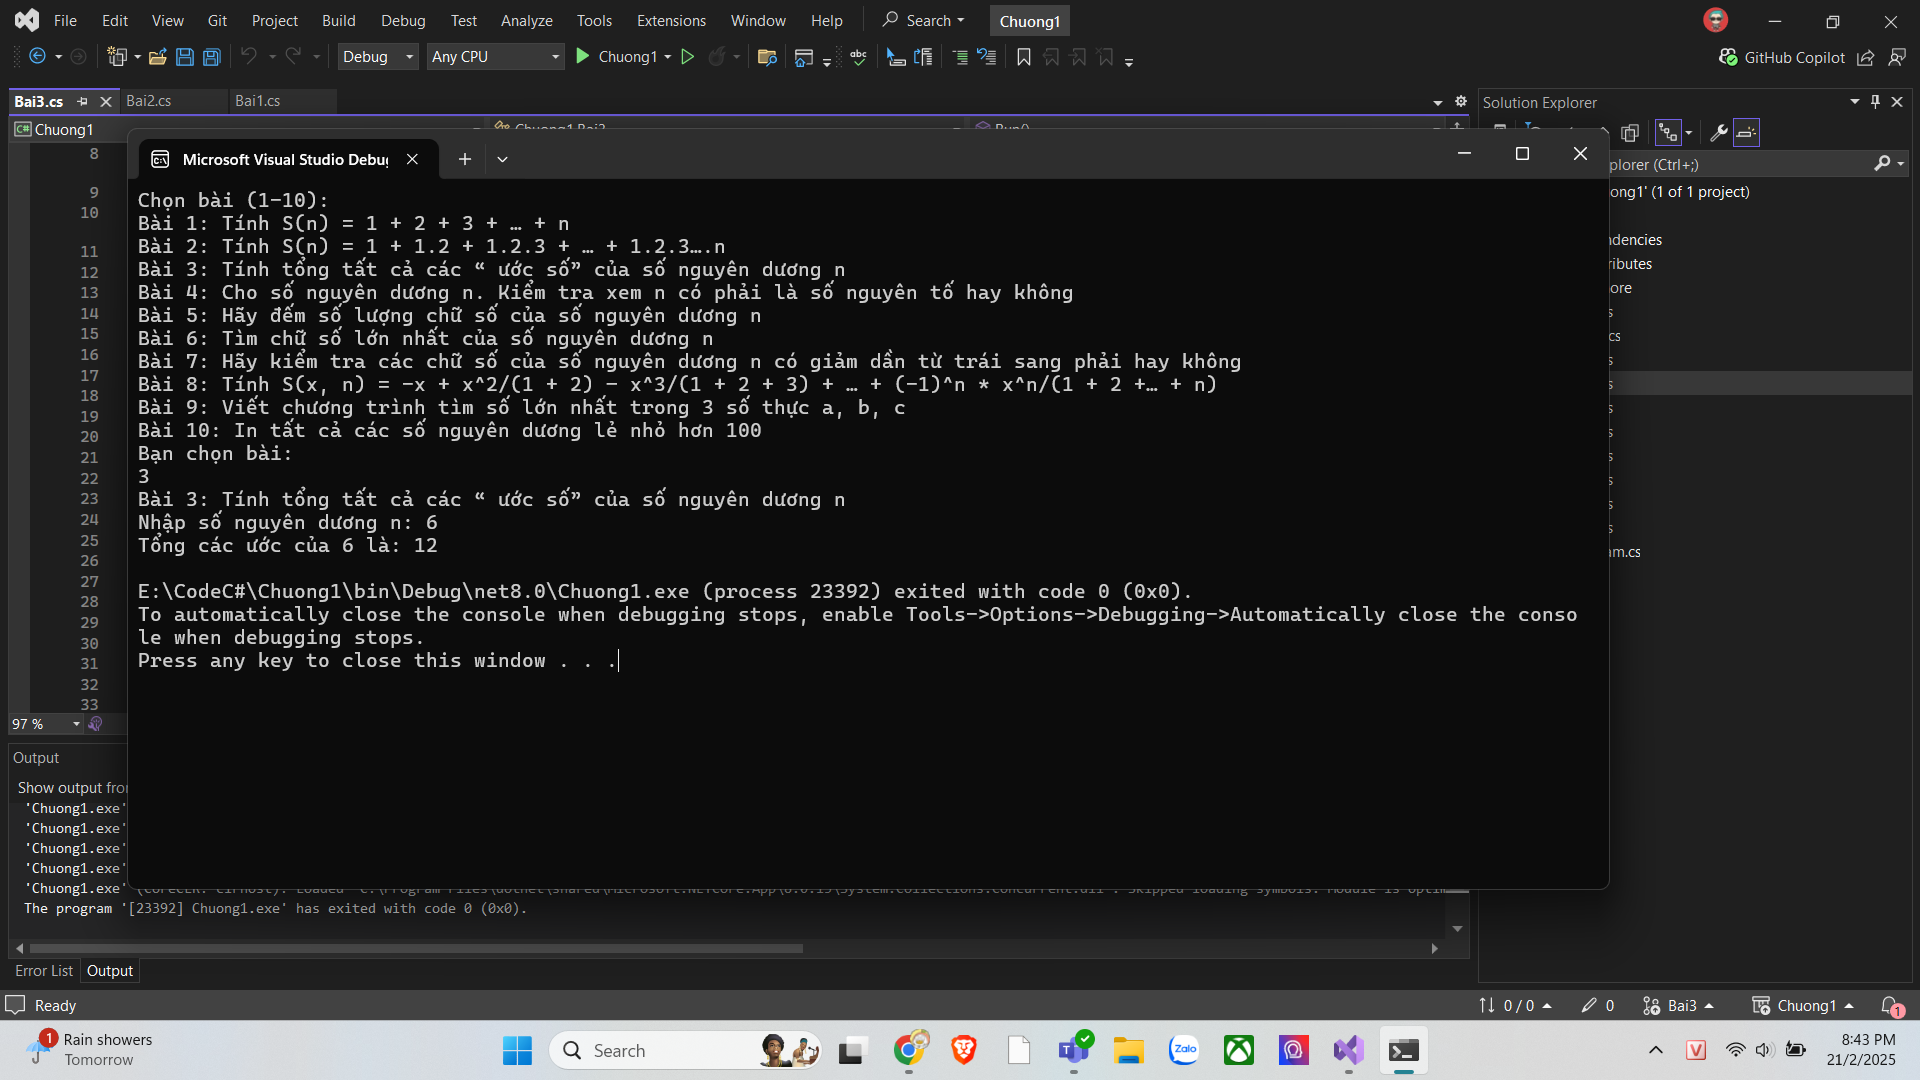 File Edit View Git Project Build Debug Test Analyze Tools Extensions Window Help Search Chuong1
Debug Any CPU Chuong1 abc GitHub Copilot
Bai3.cs Bai2.cs Bai1.cs
Solution Explorer
C# Chuong1
Microsoft Visual Studio Debu
plorer (Ctrl+;)
ong1' (1 of 1 project)
ndencies
ributes
ore
s
cs
s
s
s
s
s
s
s
s
am.cs
8
9
10
11
12
13
14
15
16
17
18
19
20
21
22
23
24
25
26
27
28
29
30
31
32
33
Chọn bài (1-10):
Bài 1: Tính S(n) = 1 + 2 + 3 + … + n
Bài 2: Tính S(n) = 1 + 1.2 + 1.2.3 + … + 1.2.3….n
Bài 3: Tính tổng tất cả các “ ước số” của số nguyên dương n
Bài 4: Cho số nguyên dương n. Kiểm tra xem n có phải là số nguyên tố hay không
Bài 5: Hãy đếm số lượng chữ số của số nguyên dương n
Bài 6: Tìm chữ số lớn nhất của số nguyên dương n
Bài 7: Hãy kiểm tra các chữ số của số nguyên dương n có giảm dần từ trái sang phải hay không
Bài 8: Tính S(x, n) = -x + x^2/(1 + 2) - x^3/(1 + 2 + 3) + … + (-1)^n * x^n/(1 + 2 +… + n)
Bài 9: Viết chương trình tìm số lớn nhất trong 3 số thực a, b, c
Bài 10: In tất cả các số nguyên dương lẻ nhỏ hơn 100
Bạn chọn bài:
3
Bài 3: Tính tổng tất cả các “ ước số” của số nguyên dương n
Nhập số nguyên dương n: 6
Tổng các ước của 6 là: 12
E:\CodeC#\Chuong1\bin\Debug\net8.0\Chuong1.exe (process 23392) exited with code 0 (0x0).
To automatically close the console when debugging stops, enable Tools->Options->Debugging->Automatically close the conso
le when debugging stops.
Press any key to close this window . . .
97 %
Output
Show output fro
'Chuong1.exe'
'Chuong1.exe'
'Chuong1.exe'
'Chuong1.exe'
'Chuong1.exe'
The program '[23392] Chuong1.exe' has exited with code 0 (0x0).
Error List Output
Ready 0 / 0 0 Bai3 Chuong1 1
1 Rain showers
Tomorrow
Search
Zalo
V
8:43 PM
21/2/2025